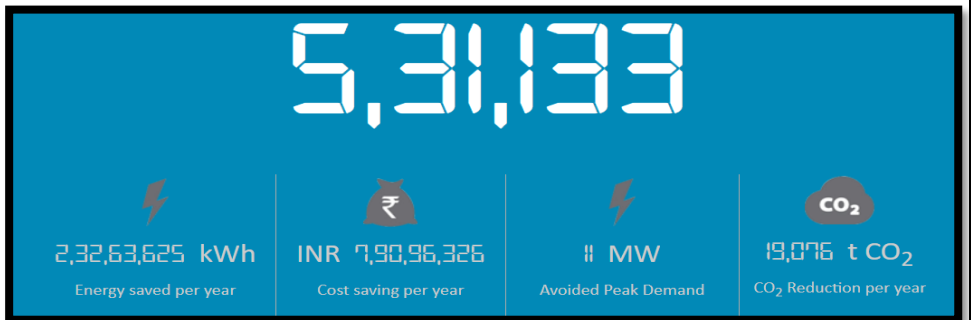 5,31,133
₹
CO₂
2,32,63,625 kWh
INR 7,90,96,326
11 MW
19,076 t CO₂
Energy saved per year
Cost saving per year
Avoided Peak Demand
CO₂ Reduction per year